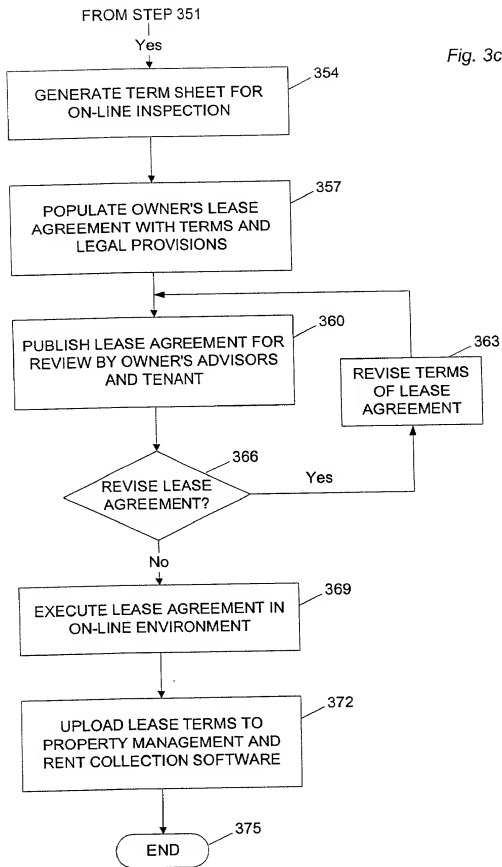 FROM STEP 351
Yes
Fig. 3c
354
GENERATE TERM SHEET FOR
ON-LINE INSPECTION
357
POPULATE OWNER'S LEASE
AGREEMENT WITH TERMS AND
LEGAL PROVISIONS
360
PUBLISH LEASE AGREEMENT FOR
REVIEW BY OWNER'S ADVISORS
AND TENANT
363
REVISE TERMS
OF LEASE
AGREEMENT
366
REVISE LEASE
AGREEMENT?
Yes
No
369
EXECUTE LEASE AGREEMENT IN
ON-LINE ENVIRONMENT
372
UPLOAD LEASE TERMS TO
PROPERTY MANAGEMENT AND
RENT COLLECTION SOFTWARE
375
END